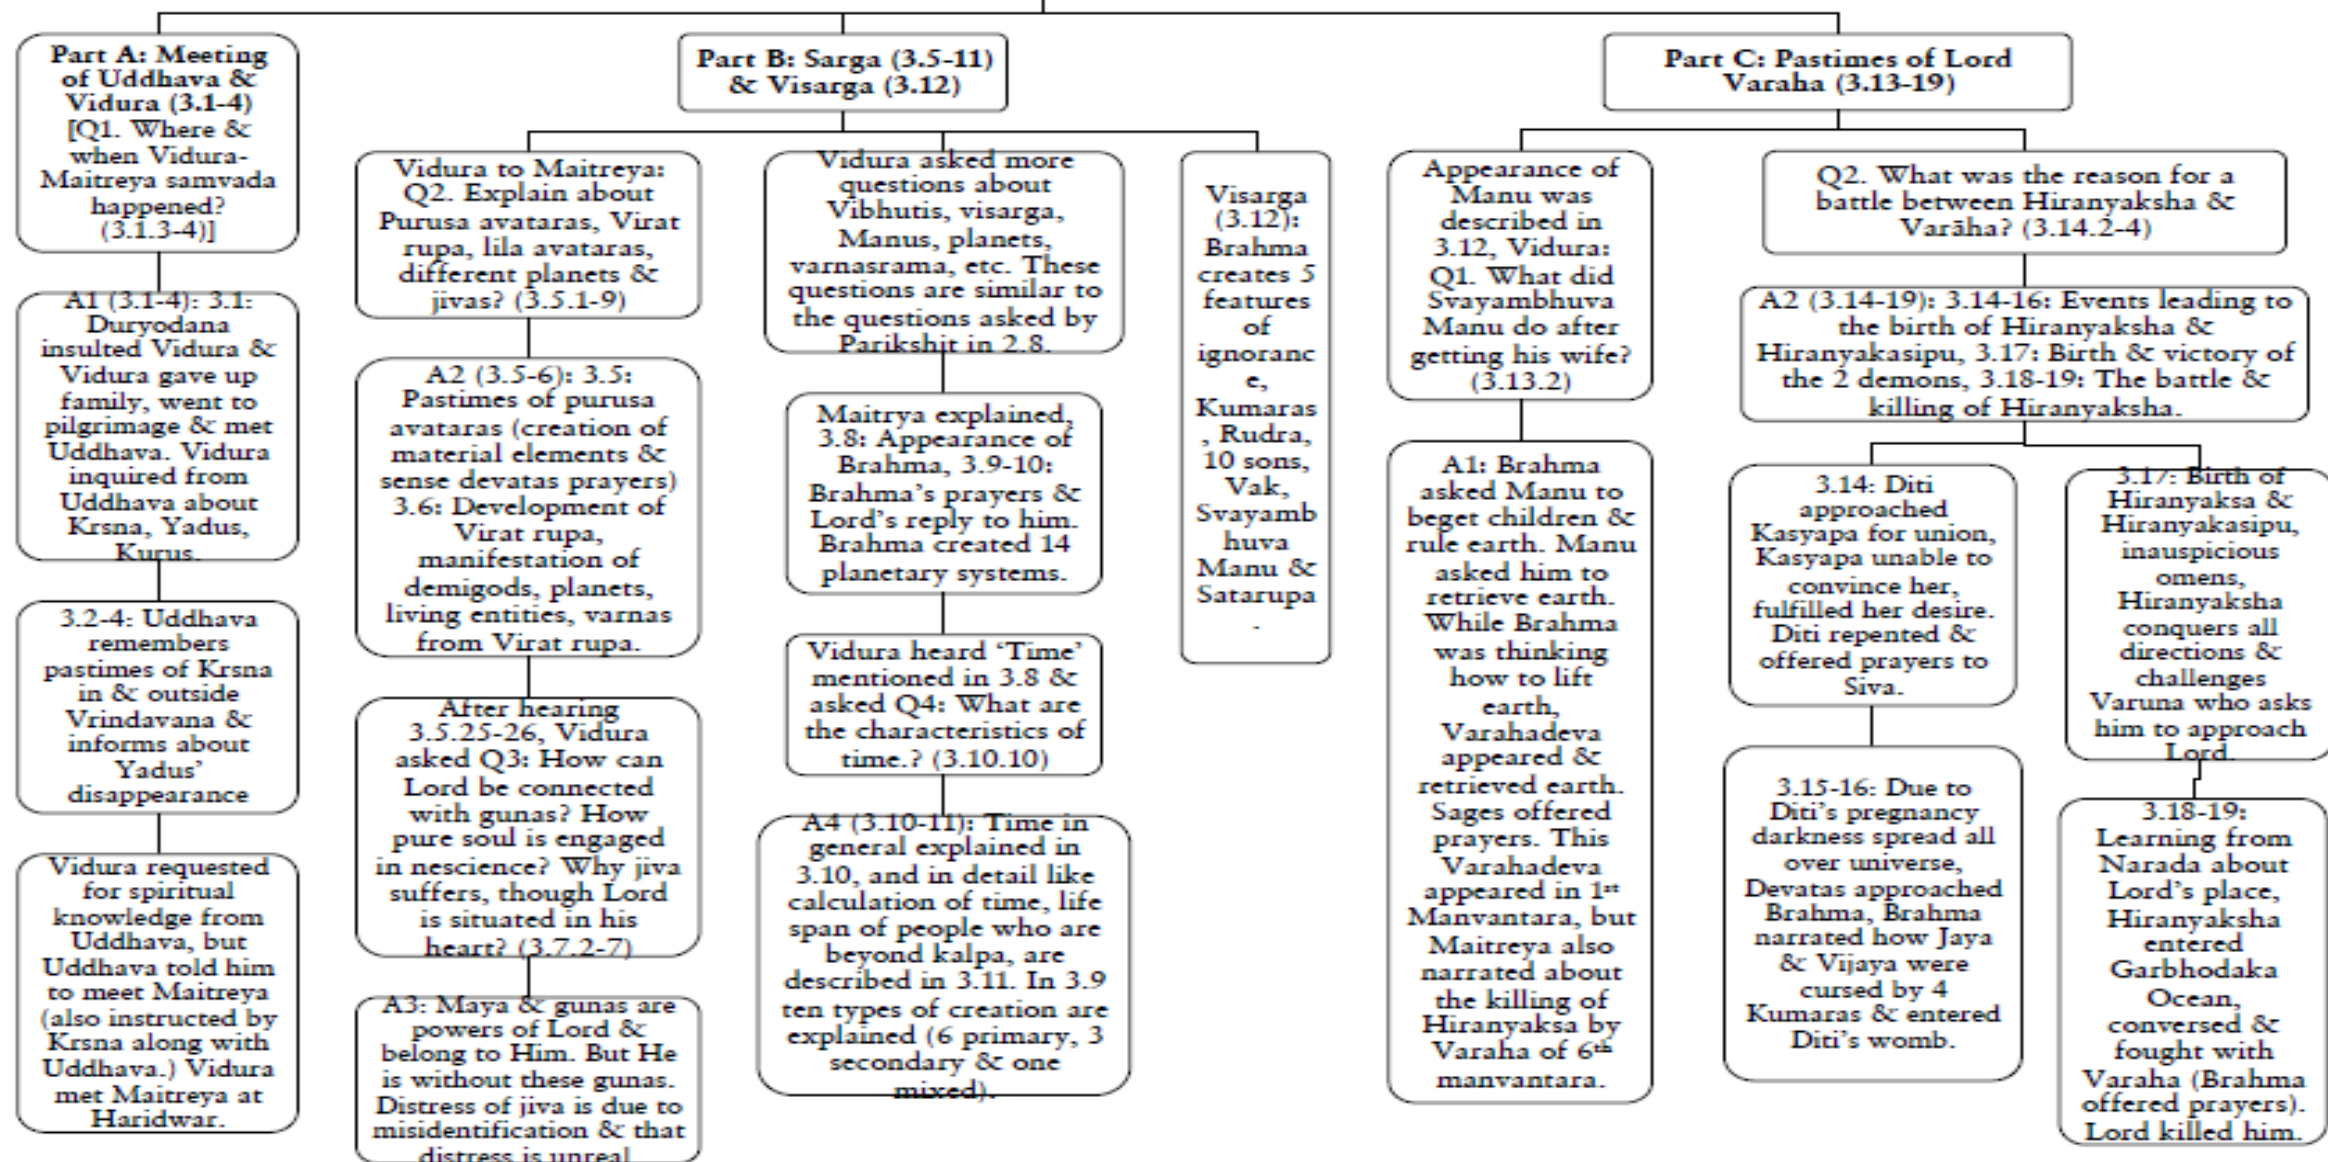 Part A: Meeting
of Uddhava &
Vidura (3.1-4)
[Q1. Where &
when Vidura-
Maitreya samvada
happened?
(3.1.3-4)]
A1 (3.1-4): 3.1:
Duryodana
insulted Vidura &
Vidura gave up
family, went to
pilgrimage & met
Uddhava. Vidura
inquired from
Uddhava about
Krsna, Yadus,
Kurus.
3.2-4: Uddhava
remembers
pastimes of Krsna
in & outside
Vrindavana &
informs about
Yadus’
disappearance
Vidura requested
for spiritual
knowledge from
Uddhava, but
Uddhava told him
to meet Maitreya
(also instructed by
Krsna along with
Uddhava.) Vidura
met Maitreya at
Haridwar.
Part B: Sarga (3.5-11)
& Visarga (3.12)
Vidura to Maitreya:
Q2. Explain about
Purusa avataras, Virat
rupa, lila avataras,
different planets &
jivas? (3.5.1-9)
A2 (3.5-6): 3.5:
Pastimes of purusa
avataras (creation of
material elements &
sense devatas prayers)
3.6: Development of
Virat rupa,
manifestation of
demigods, planets,
living entities, varnas
from Virat rupa.
After hearing
3.5.25-26, Vidura
asked Q3: How can
Lord be connected
with gunas? How
pure soul is engaged
in nescience? Why jiva
suffers, though Lord
is situated in his
heart? (3.7.2-7)
A3: Maya & gunas are
powers of Lord &
belong to Him. But He
is without these gunas.
Distress of jiva is due to
misidentification & that
distress is unreal
Vidura asked more
questions about
Vibhutis, visarga,
Manus, planets,
varnasrama, etc. These
questions are similar to
the questions asked by
Parikshit in 2.8.
Maitrya explained,
3.8: Appearance of
Brahma, 3.9-10:
Brahma’s prayers &
Lord’s reply to him.
Brahma created 14
planetary systems.
Vidura heard ‘Time’
mentioned in 3.8 &
asked Q4: What are
the characteristics of
time.? (3.10.10)
A4 (3.10-11): Time in
general explained in
3.10, and in detail like
calculation of time, life
span of people who are
beyond kalpa, are
described in 3.11. In 3.9
ten types of creation are
explained (6 primary, 3
secondary & one
mixed).
Visarga
(3.12):
Brahma
creates 5
features
of
ignoranc
e,
Kumaras
, Rudra,
10 sons,
Vak,
Svayamb
huva
Manu &
Satarupa
.
Part C: Pastimes of Lord
Varaha (3.13-19)
Appearance of
Manu was
described in
3.12, Vidura:
Q1. What did
Svayambhuva
Manu do after
getting his wife?
(3.13.2)
A1: Brahma
asked Manu to
beget children &
rule earth. Manu
asked him to
retrieve earth.
While Brahma
was thinking
how to lift
earth,
Varahadeva
appeared &
retrieved earth.
Sages offered
prayers. This
Varahadeva
appeared in 1st
Manvantara, but
Maitreya also
narrated about
the killing of
Hiranyaksa by
Varaha of 6th
manvantara.
Q2. What was the reason for a
battle between Hiranyaksha &
Varāha? (3.14.2-4)
A2 (3.14-19): 3.14-16: Events leading to
the birth of Hiranyaksha &
Hiranyakasipu, 3.17: Birth & victory of
the 2 demons, 3.18-19: The battle &
killing of Hiranyaksha.
3.14: Diti
approached
Kasyapa for union,
Kasyapa unable to
convince her,
fulfilled her desire.
Diti repented &
offered prayers to
Siva.
3.15-16: Due to
Diti’s pregnancy
darkness spread all
over universe,
Devatas approached
Brahma, Brahma
narrated how Jaya
& Vijaya were
cursed by 4
Kumaras & entered
Diti’s womb.
3.17: Birth of
Hiranyaksa &
Hiranyakasipu,
inauspicious
omens,
Hiranyaksha
conquers all
directions &
challenges
Varuna who asks
him to approach
Lord.
3.18-19:
Learning from
Narada about
Lord’s place,
Hiranyaksha
entered
Garbhodaka
Ocean,
conversed &
fought with
Varaha (Brahma
offered prayers).
Lord killed him.